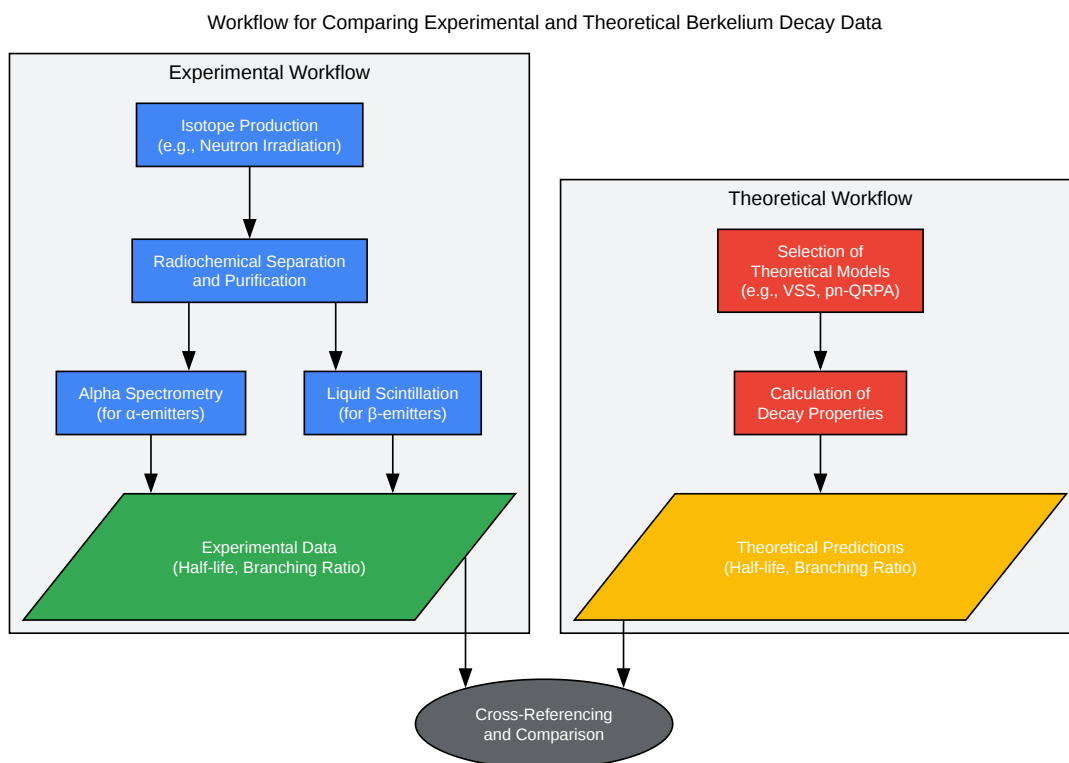 Workflow for Comparing Experimental and Theoretical Berkelium Decay Data
Experimental Workflow
Isotope Production
(e.g., Neutron Irradiation)
Radiochemical Separation
and Purification
Alpha Spectrometry
(for α-emitters)
Liquid Scintillation
(for β-emitters)
Experimental Data
(Half-life, Branching Ratio)
Theoretical Workflow
Selection of
Theoretical Models
(e.g., VSS, pn-QRPA)
Calculation of
Decay Properties
Theoretical Predictions
(Half-life, Branching Ratio)
Cross-Referencing
and Comparison